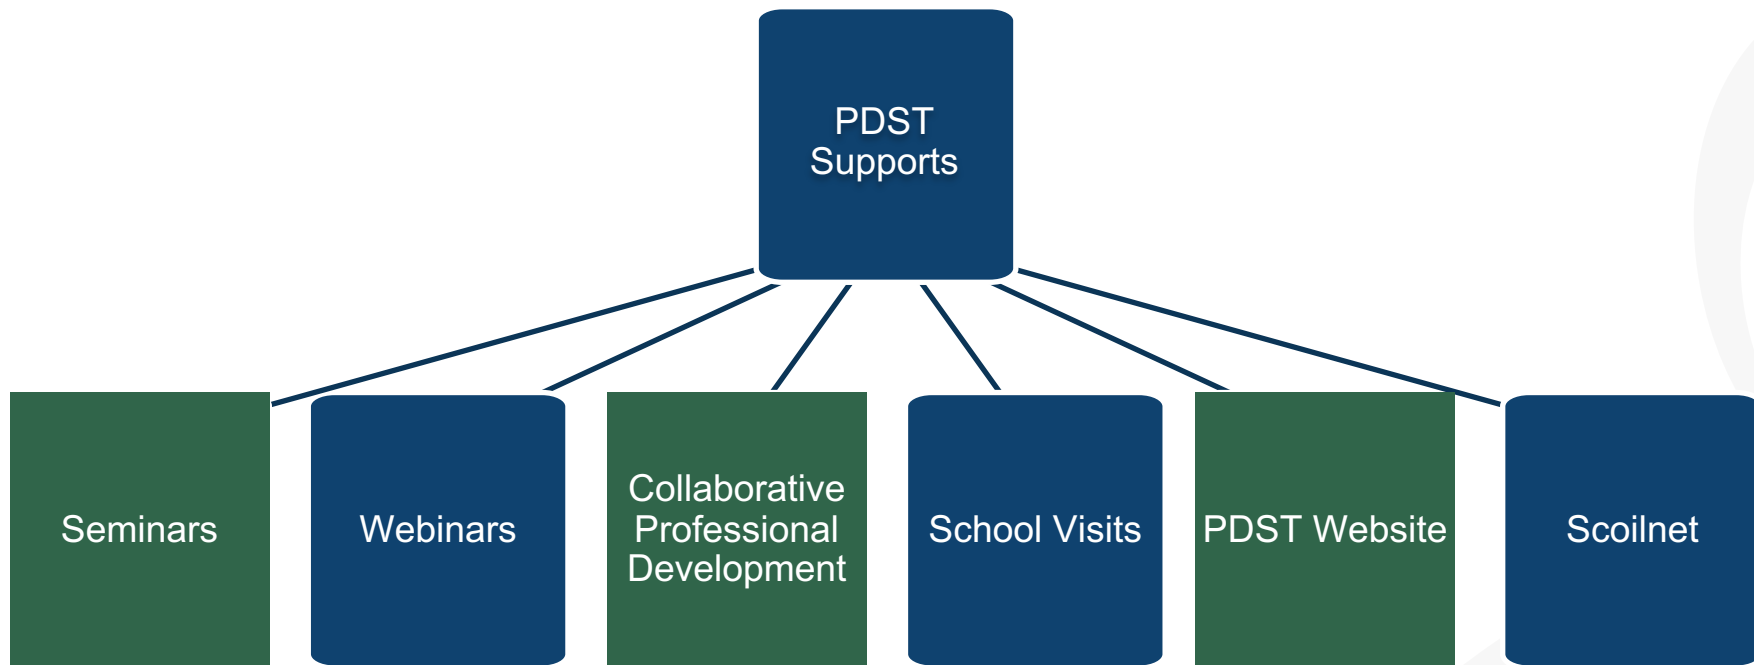 PDST
Supports
Seminars
Webinars
Collaborative
Professional
Development
School Visits
PDST Website
Scoilnet